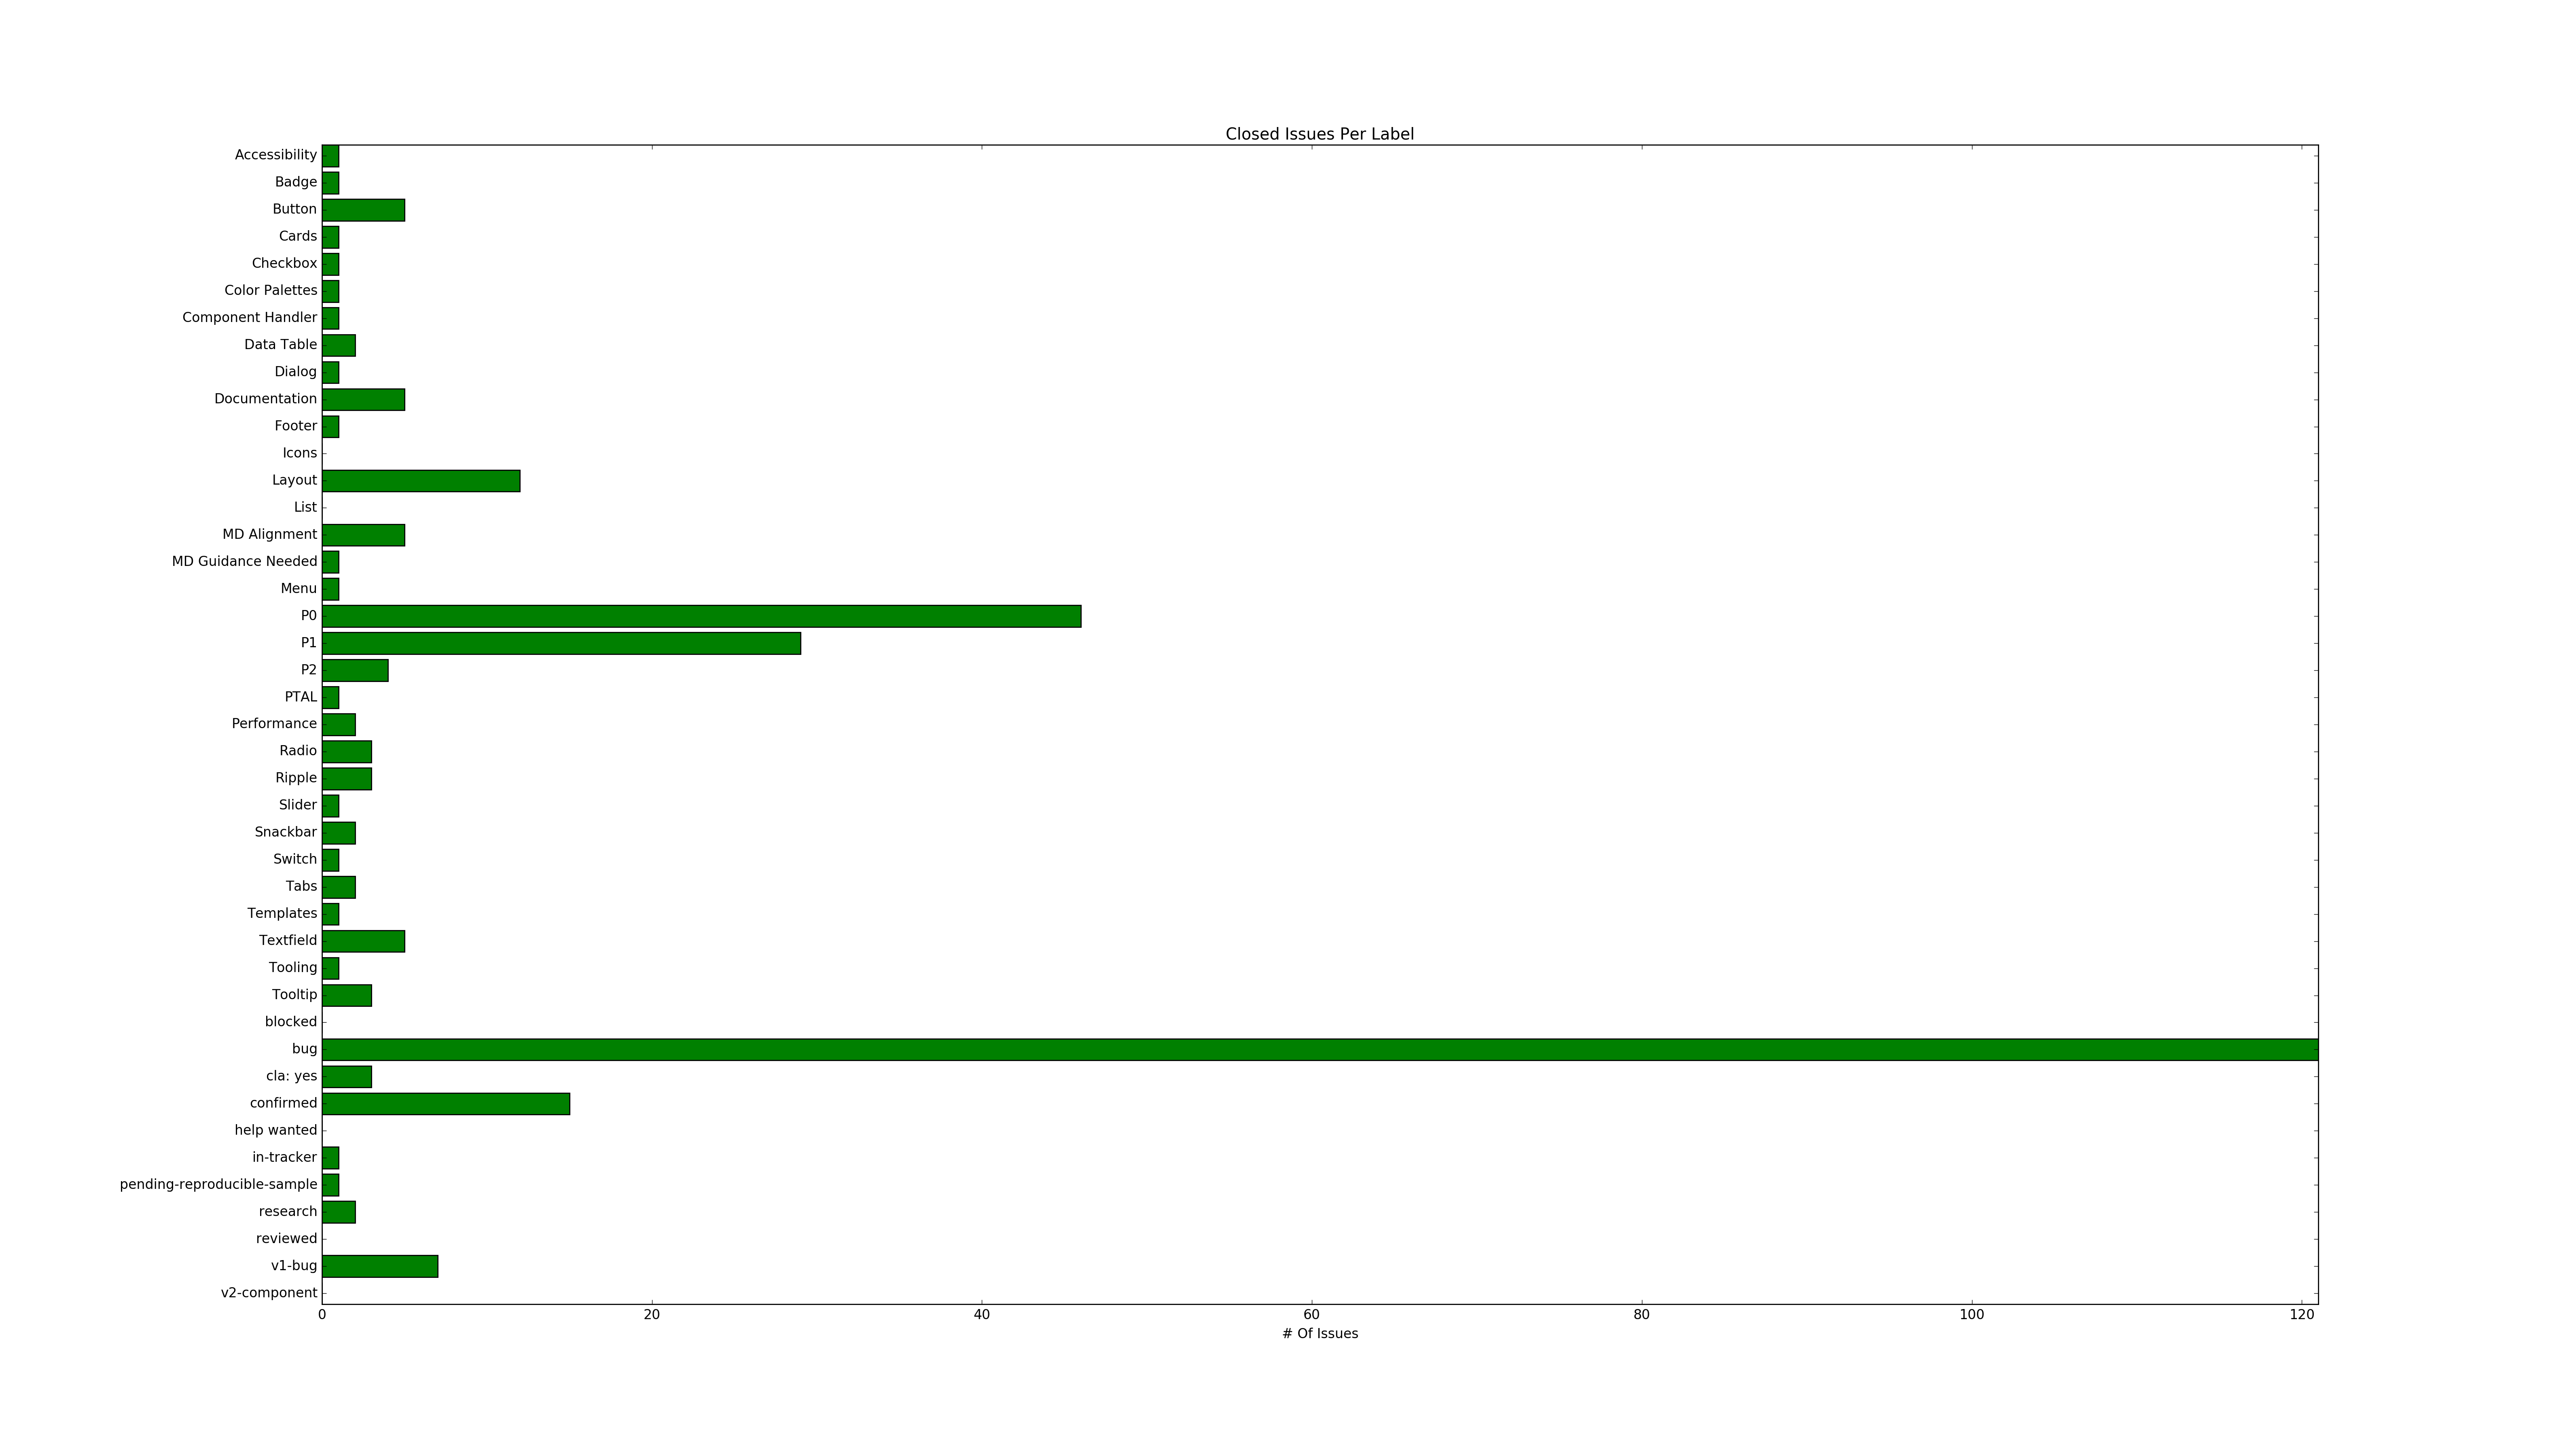 Closed Issues Per Label
Accessibility
Badge
Button
Cards
Checkbox
Color Palettes
Component Handler
Data Table
Dialog
Documentation
Footer
Icons
Layout
List
MD Alignment
MD Guidance Needed
Menu
P0
P1
P2
PTAL
Performance
Radio
Ripple
Slider
Snackbar
Switch
Tabs
Templates
Textfield
Tooling
Tooltip
blocked
bug
cla: yes
confirmed
help wanted
in-tracker
pending-reproducible-sample
research
reviewed
v1-bug
v2-component
0 20 40 60 80 100 120
# Of Issues